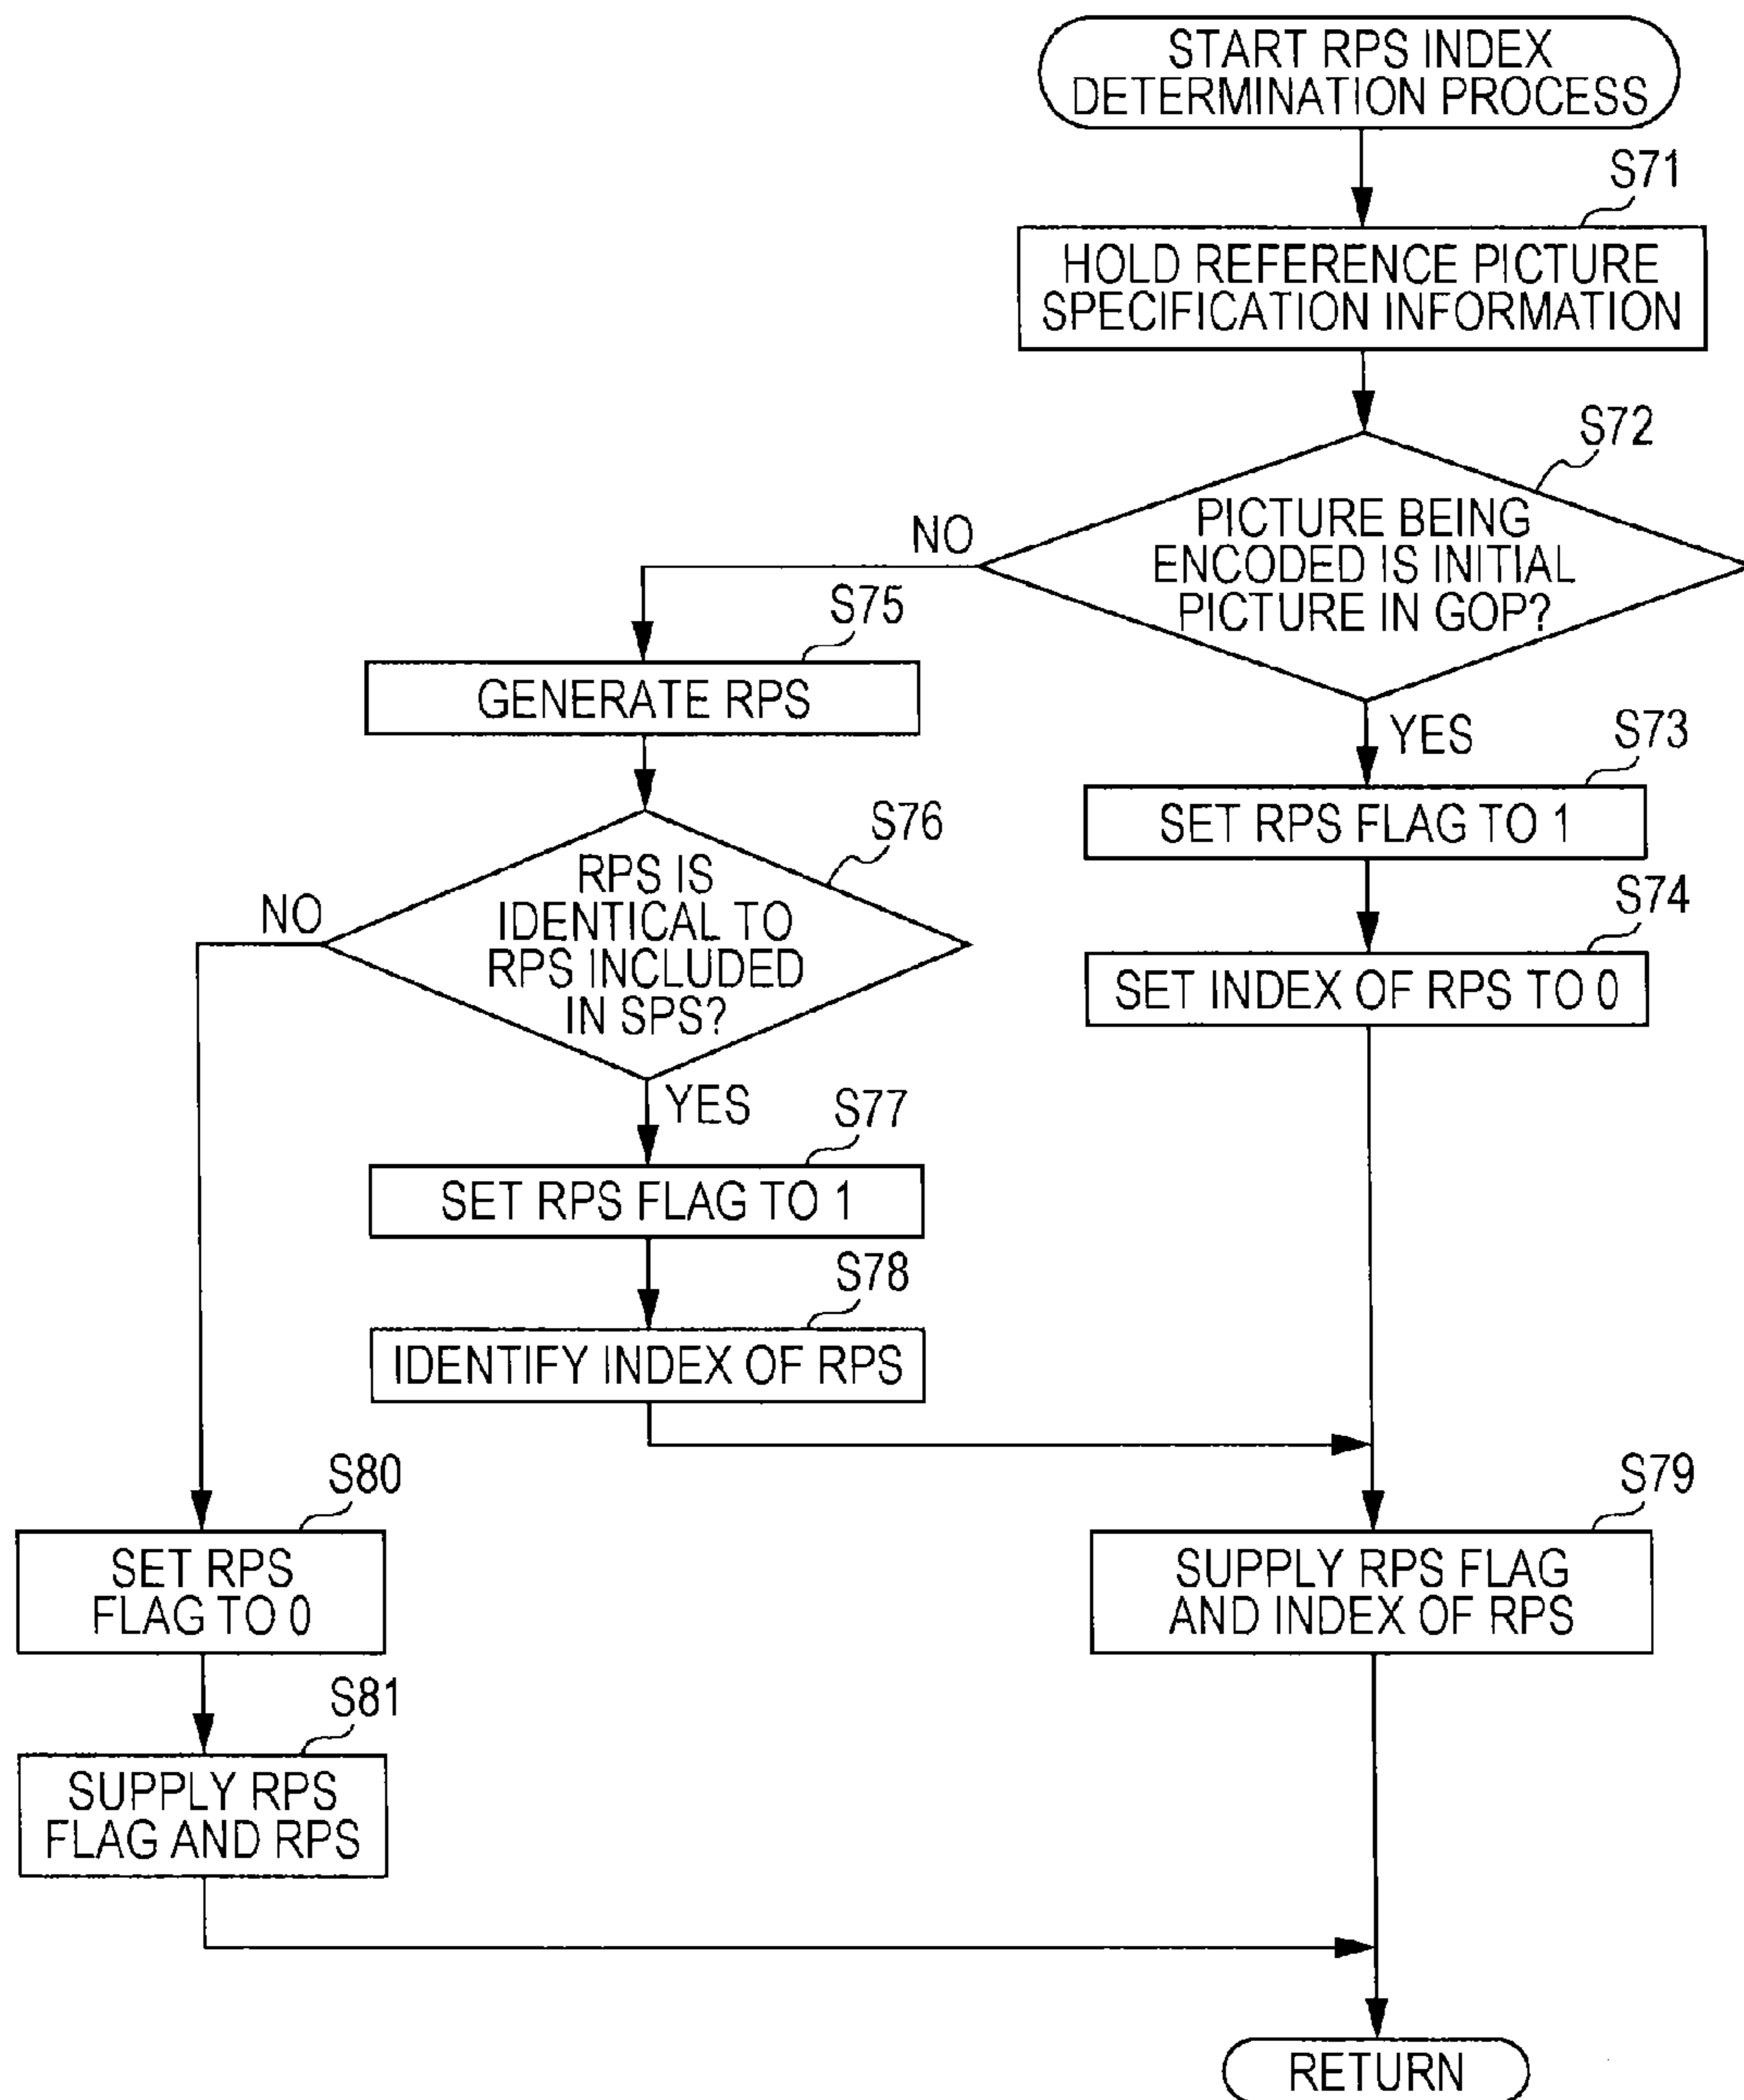 START RPS INDEX
DETERMINATION PROCESS
S71
HOLD REFERENCE PICTURE
SPECIFICATION INFORMATION
S72
PICTURE BEING
ENCODED IS INITIAL
PICTURE IN GOP?
NO
YES
S75
GENERATE RPS
S73
SET RPS FLAG TO 1
S76
RPS IS
IDENTICAL TO
RPS INCLUDED
IN SPS?
NO
YES
S74
SET INDEX OF RPS TO 0
S77
SET RPS FLAG TO 1
S78
IDENTIFY INDEX OF RPS
S80
SET RPS
FLAG TO 0
S79
SUPPLY RPS FLAG
AND INDEX OF RPS
S81
SUPPLY RPS
FLAG AND RPS
RETURN